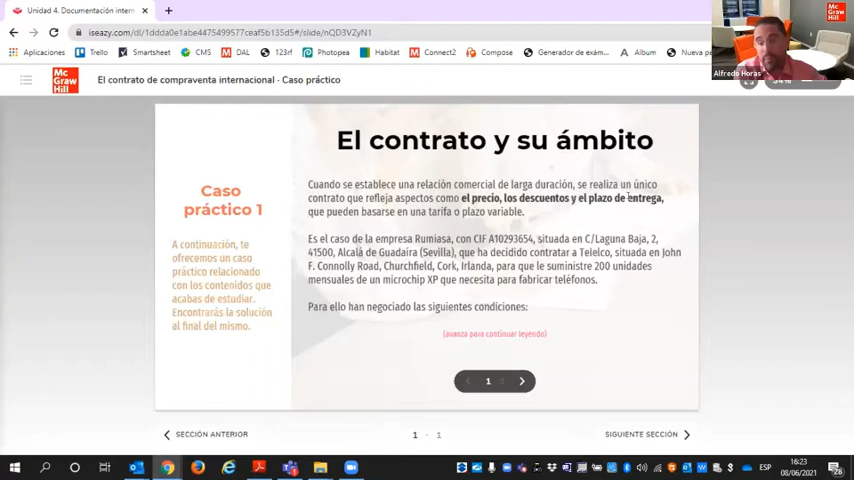 Unidad 4. Documentación intern
iseazy.com/dl/1ddda0e1abe4475499577ceaf5b135d5#/slide/nQD3VZyN1
Aplicaciones
Trello
Smartsheet
CMS
DAL
123rf
Photopea
Habitat
Connect2
Compose
Generador de exám...
Album
Nueva pe
Mc
Graw
Hill
Alfredo Horas
Mc
Graw
Hill
El contrato de compraventa internacional - Caso práctico
El contrato y su ámbito
Caso
práctico 1
A continuación, te
ofrecemos un caso
práctico relacionado
con los contenidos que
acabas de estudiar.
Encontrarás la solución
al final del mismo.
Cuando se establece una relación comercial de larga duración, se realiza un único
contrato que refleja aspectos como el precio, los descuentos y el plazo de entrega,
que pueden basarse en una tarifa o plazo variable.
Es el caso de la empresa Rumiasa, con CIF A10293654, situada en C/Laguna Baja, 2,
41500, Alcalá de Guadaíra (Sevilla), que ha decidido contratar a Telelco, situada en John
F. Connolly Road, Churchfield, Cork, Irlanda, para que le suministre 200 unidades
mensuales de un microchip XP que necesita para fabricar teléfonos.
Para ello han negociado las siguientes condiciones:
(avanza para continuar leyendo)
1
SECCIÓN ANTERIOR
1 - 1
SIGUIENTE SECCIÓN
ESP
16:23
08/06/2021